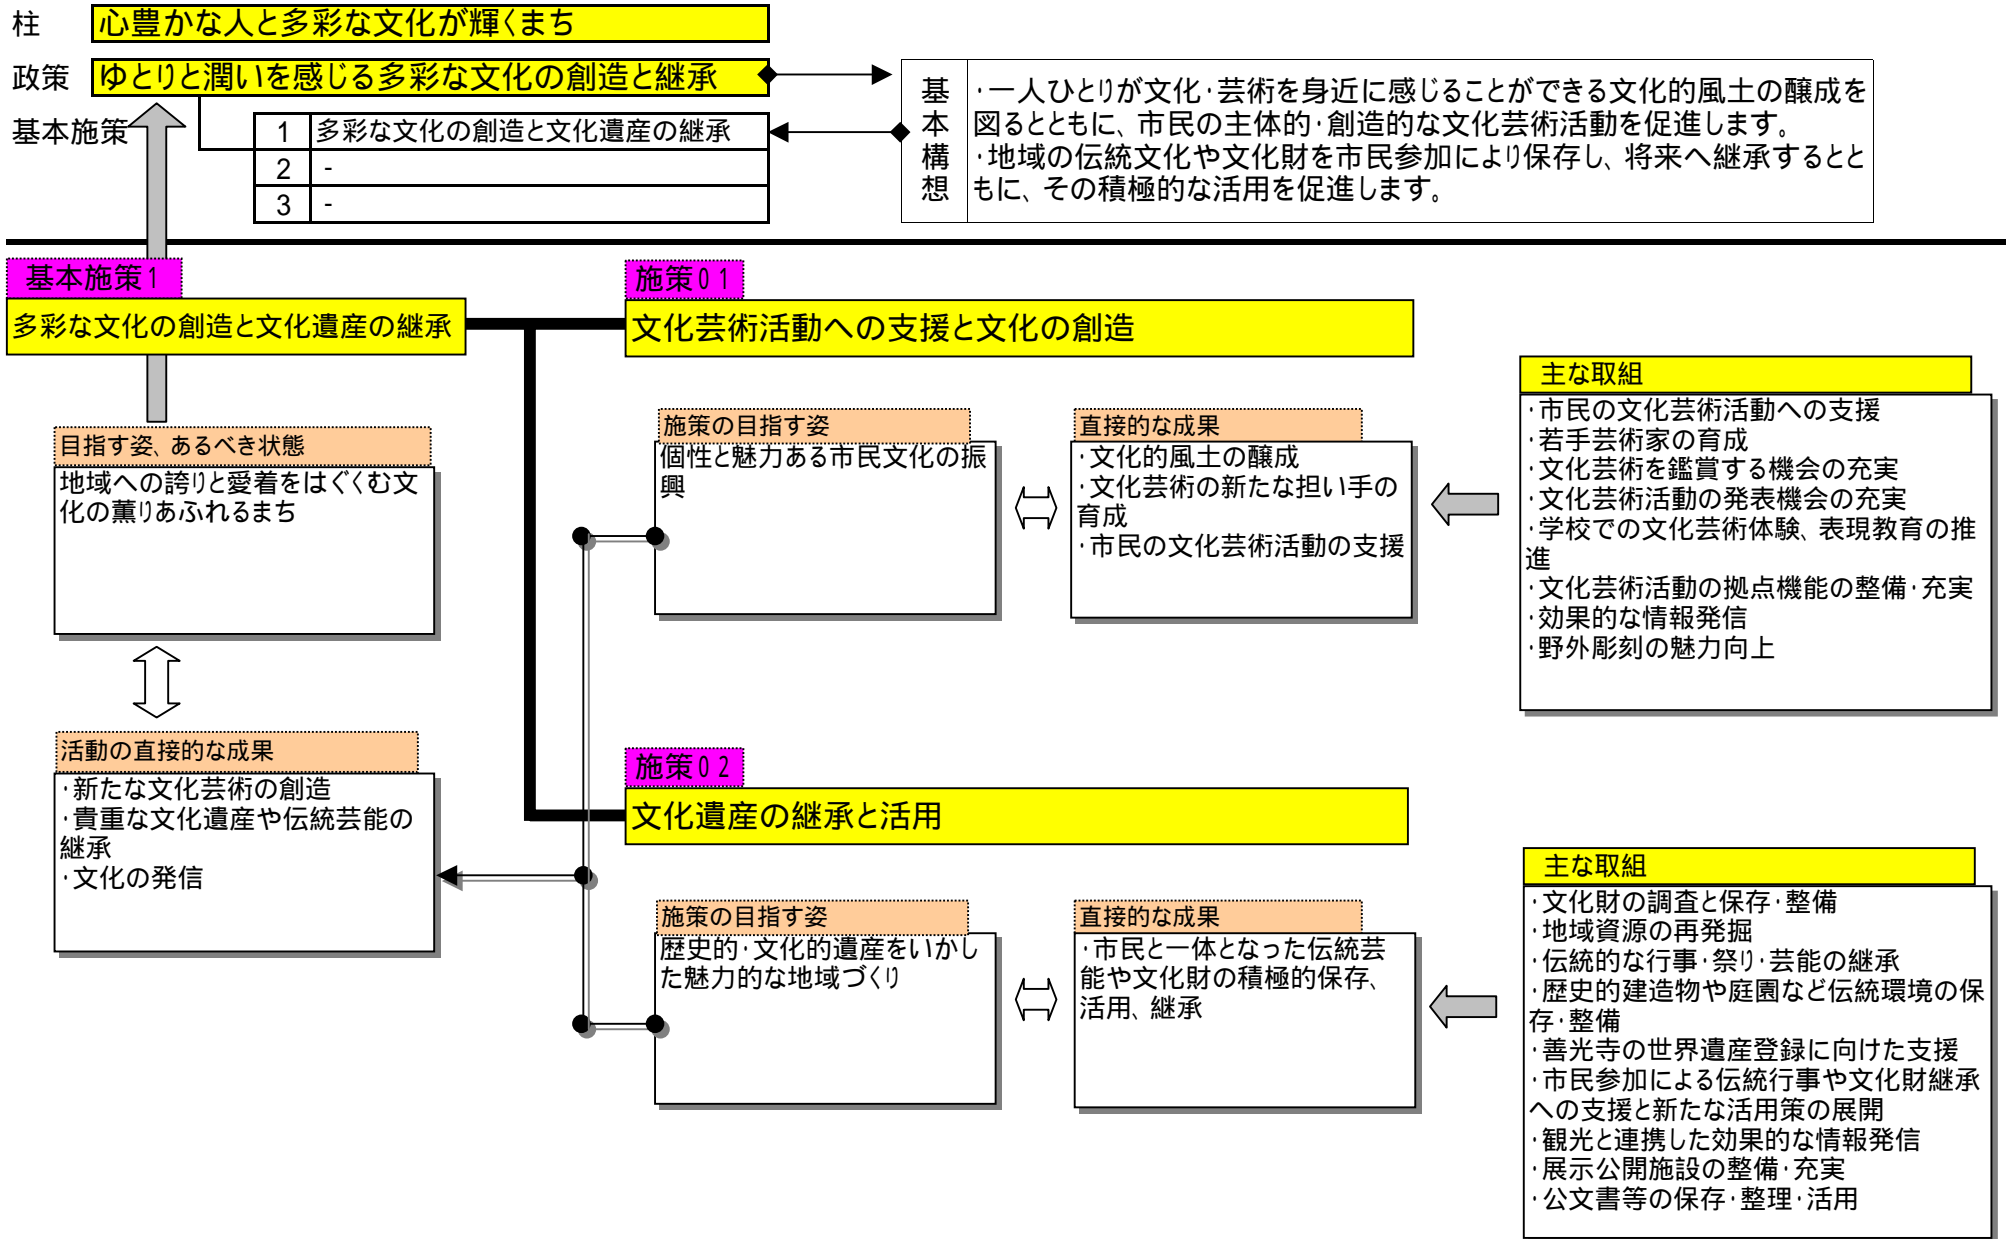 柱
心豊かな人と多彩な文化が輝くまち
政策
ゆとりと潤いを感じる多彩な文化の創造と継承
基本施策
1 多彩な文化の創造と文化遺産の継承
2 -
3 -
基本構想
・一人ひとりが文化・芸術を身近に感じることができる文化的風土の醸成を
図るとともに、市民の主体的・創造的な文化芸術活動を促進します。
・地域の伝統文化や文化財を市民参加により保存し、将来へ継承するとと
もに、その積極的な活用を促進します。
基本施策1
多彩な文化の創造と文化遺産の継承
目指す姿、あるべき状態
地域への誇りと愛着をはぐくむ文
化の薫りあふれるまち
活動の直接的な成果
・新たな文化芸術の創造
・貴重な文化遺産や伝統芸能の
継承
・文化の発信
施策01
文化芸術活動への支援と文化の創造
施策の目指す姿
個性と魅力ある市民文化の振
興
直接的な成果
・文化的風土の醸成
・文化芸術の新たな担い手の
育成
・市民の文化芸術活動の支援
主な取組
・市民の文化芸術活動への支援
・若手芸術家の育成
・文化芸術を鑑賞する機会の充実
・文化芸術活動の発表機会の充実
・学校での文化芸術体験、表現教育の推
進
・文化芸術活動の拠点機能の整備・充実
・効果的な情報発信
・野外彫刻の魅力向上
施策02
文化遺産の継承と活用
施策の目指す姿
歴史的・文化的遺産をいかし
た魅力的な地域づくり
直接的な成果
・市民と一体となった伝統芸
能や文化財の積極的保存、
活用、継承
主な取組
・文化財の調査と保存・整備
・地域資源の再発掘
・伝統的な行事・祭り・芸能の継承
・歴史的建造物や庭園など伝統環境の保
存・整備
・善光寺の世界遺産登録に向けた支援
・市民参加による伝統行事や文化財継承
への支援と新たな活用策の展開
・観光と連携した効果的な情報発信
・展示公開施設の整備・充実
・公文書等の保存・整理・活用